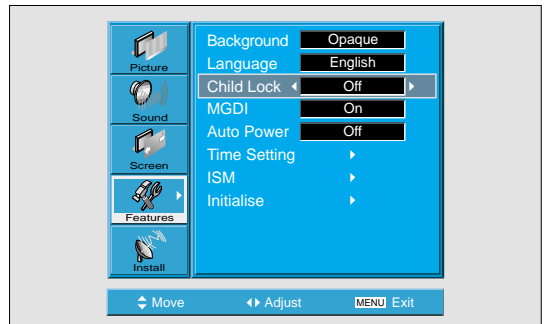 Picture
Sound
Screen
Features
Install
Background Opaque
Language English
Child Lock Off
MGDI On
Auto Power Off
Time Setting
ISM
Initialise
Move Adjust MENU Exit